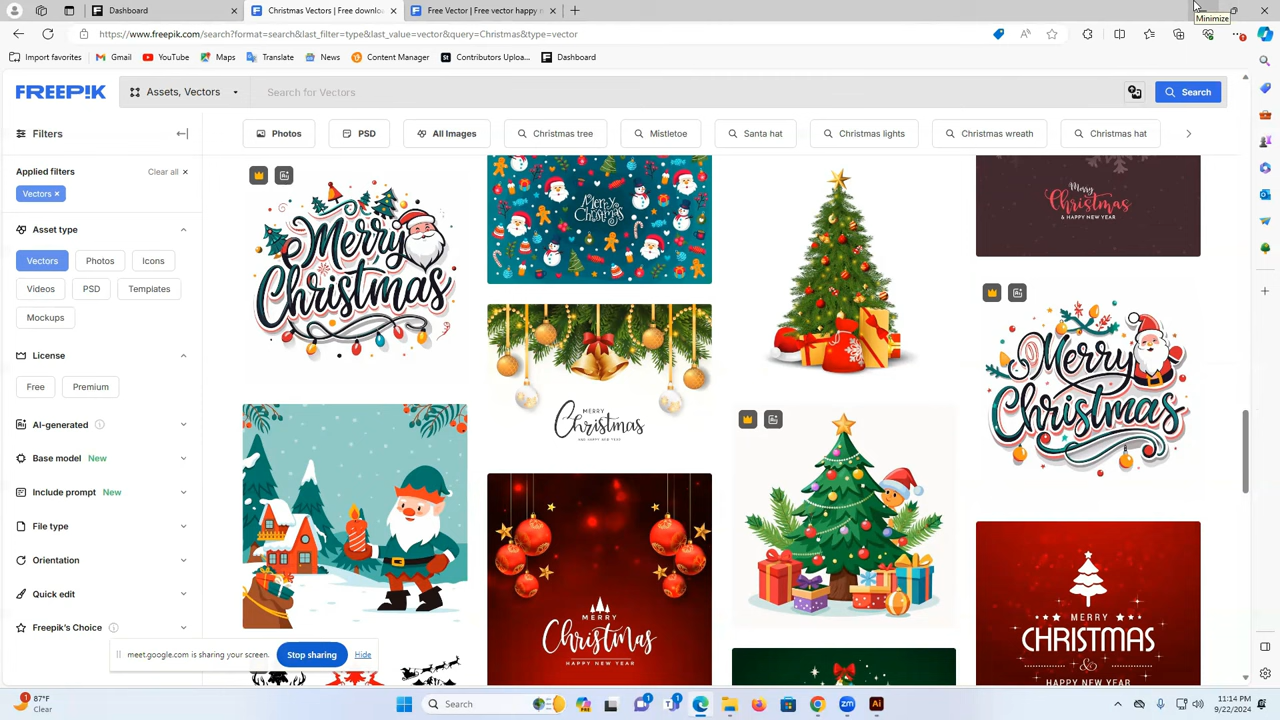 Dashboard
Christmas Vectors | Free downlo
Free Vector | Free vector happy n
Minimize
https://www.freepik.com/search?format=search&last_filter=type&last_value=vector&query=Christmas&type=vector
Import favorites
Gmail
YouTube
Maps
Translate
News
Content Manager
Contributors Uploa...
Dashboard
FREEPIK
Assets, Vectors
Search for Vectors
Search
Filters
Photos
PSD
All Images
Christmas tree
Mistletoe
Santa hat
Christmas lights
Christmas wreath
Christmas hat
Applied filters
Clear all
Vectors
Asset type
Vectors
Photos
Icons
Videos
PSD
Templates
Mockups
License
Free
Premium
AI-generated
Base model New
Include prompt New
File type
Orientation
Quick edit
Freepik's Choice
Merry
Christmas
Merry
Christmas
Merry
Christmas
& HAPPY NEW YEAR
MERRY
Christmas
AND HAPPY NEW YEAR
Merry
Christmas
MERRY
Christmas
HAPPY NEW YEAR
MERRY
CHRISTMAS
&
HAPPY NEW YEAR
meet.google.com is sharing your screen.
Stop sharing
Hide
1
87°F
Clear
Search
1
1
11:14 PM
9/22/2024